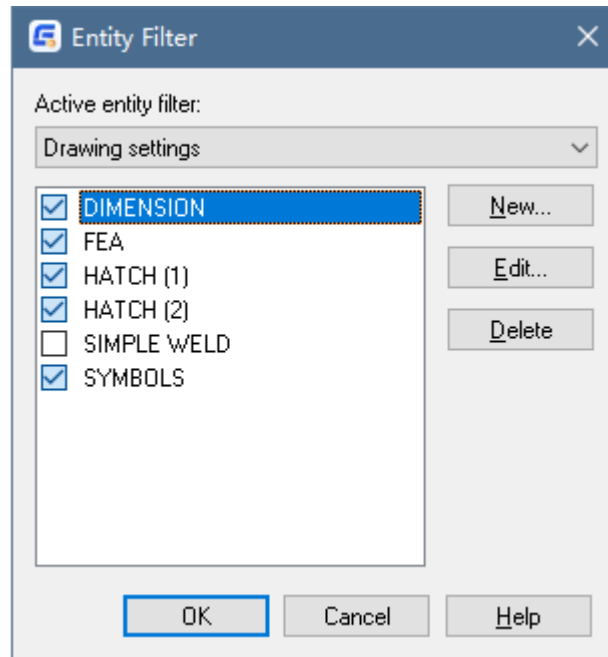 Entity Filter
Active entity filter:
Drawing settings
DIMENSION
FEA
HATCH (1)
HATCH (2)
SIMPLE WELD
SYMBOLS
New...
Edit...
Delete
OK
Cancel
Help